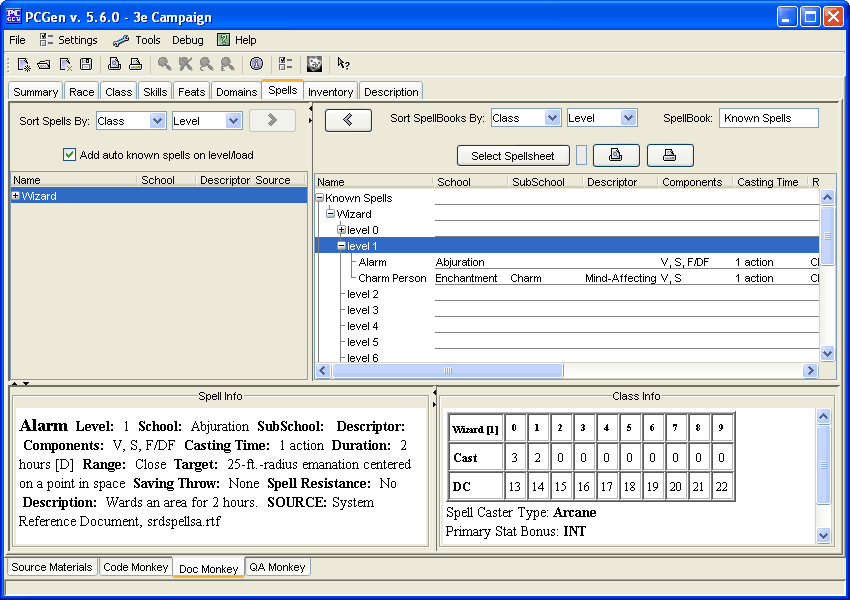 PCGen v. 5.6.0 - 3e Campaign
File Settings Tools Debug Help
Summary Race Class Skills Feats Domains Spells Inventory Description
Sort Spells By: Class Level
Add auto known spells on level/load
Name School Descriptor Source
Wizard
Sort SpellBooks By: Class Level SpellBook: Known Spells
Select Spellsheet
Name School SubSchool Descriptor Components Casting Time R
Known Spells
Wizard
level 0
level 1
Alarm Abjuration V, S, F/DF 1 action Cl
Charm Person Enchantment Charm Mind-Affecting V, S 1 action Cl
level 2
level 3
level 4
level 5
level 6
Spell Info
Alarm Level: 1 School: Abjuration SubSchool: Descriptor:
Components: V, S, F/DF Casting Time: 1 action Duration: 2
hours [D] Range: Close Target: 25-ft.-radius emanation centered
on a point in space Saving Throw: None Spell Resistance: No
Description: Wards an area for 2 hours. SOURCE: System
Reference Document, srdspellsa.rtf
Class Info
Wizard [1] 0 1 2 3 4 5 6 7 8 9
Cast 3 2 0 0 0 0 0 0 0 0
DC 13 14 15 16 17 18 19 20 21 22
Spell Caster Type: Arcane
Primary Stat Bonus: INT
Source Materials Code Monkey Doc Monkey QA Monkey